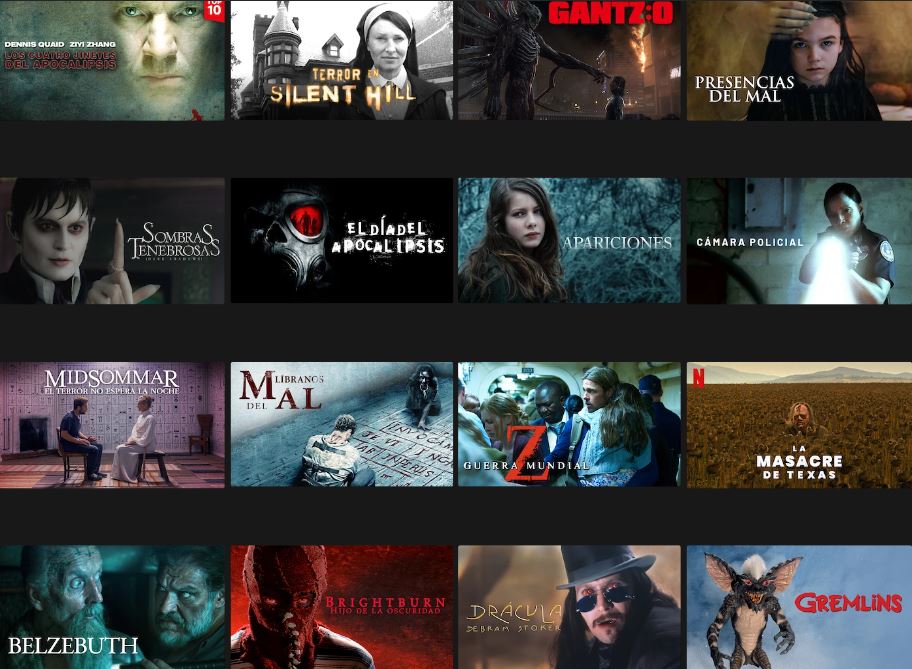 TOP
10
DENNIS QUAID ZIYI ZHANG
LOS CUATRO JINETES
DEL APOCALIPSIS
TERROR EN
SILENT HILL
GANTZ:O
PRESENCIAS
DEL MAL
SOMBRAS
TENEBROSAS
(DARK SHADOWS)
EL DÍA DEL
APOCALIPSIS
APARICIONES
CÁMARA POLICIAL
MIDSOMMAR
EL TERROR NO ESPERA LA NOCHE
LÍBRANOS
DEL MAL
GUERRA MUNDIAL
Z
N
LA
MASACRE
DE TEXAS
BELZEBUTH
BRIGHTBURN
HIJO DE LA OSCURIDAD
DRÁCULA
DE BRAM STOKER
GREMLINS